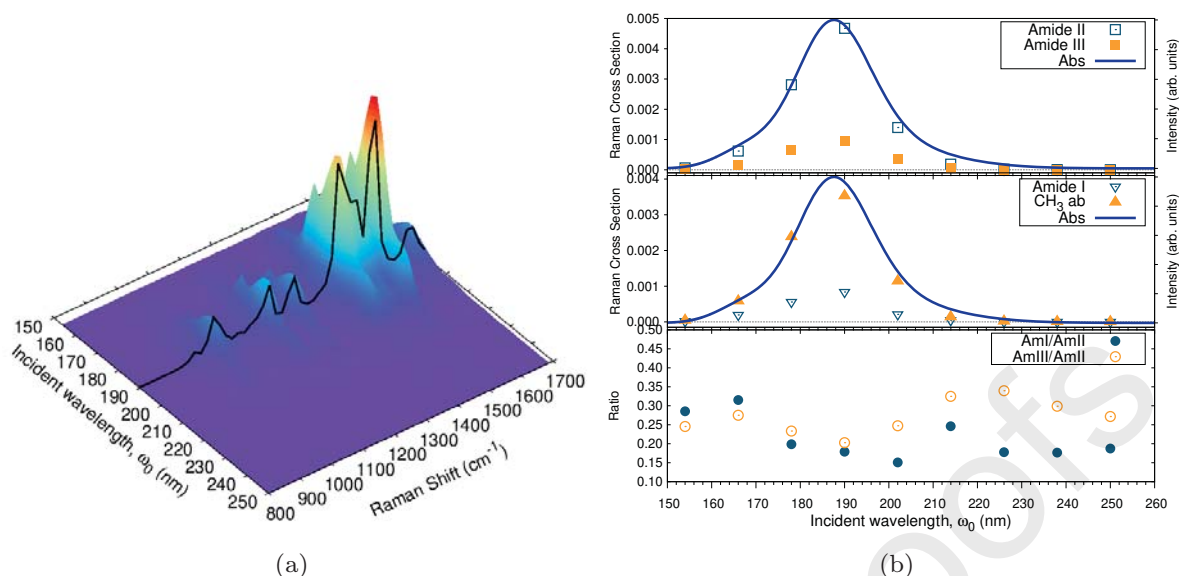 150
160
170
180
190
200
210
220
230
240
250
Incident wavelength, ω₀ (nm)
800
900
1000
1100
1200
1300
1400
1500
1600
1700
Raman Shift (cm⁻¹)
(a)
0.005
0.004
0.003
0.002
0.001
0.000
Raman Cross Section
Amide II
Amide III
Abs
Intensity (arb. units)
0.004
0.003
0.002
0.001
0.000
Raman Cross Section
Amide I
CH₃ ab
Abs
Intensity (arb. units)
0.50
0.45
0.40
0.35
0.30
0.25
0.20
0.15
0.10
Ratio
AmI/AmII
AmIII/AmII
150 160 170 180 190 200 210 220 230 240 250 260
Incident wavelength, ω₀ (nm)
(b)
oofs